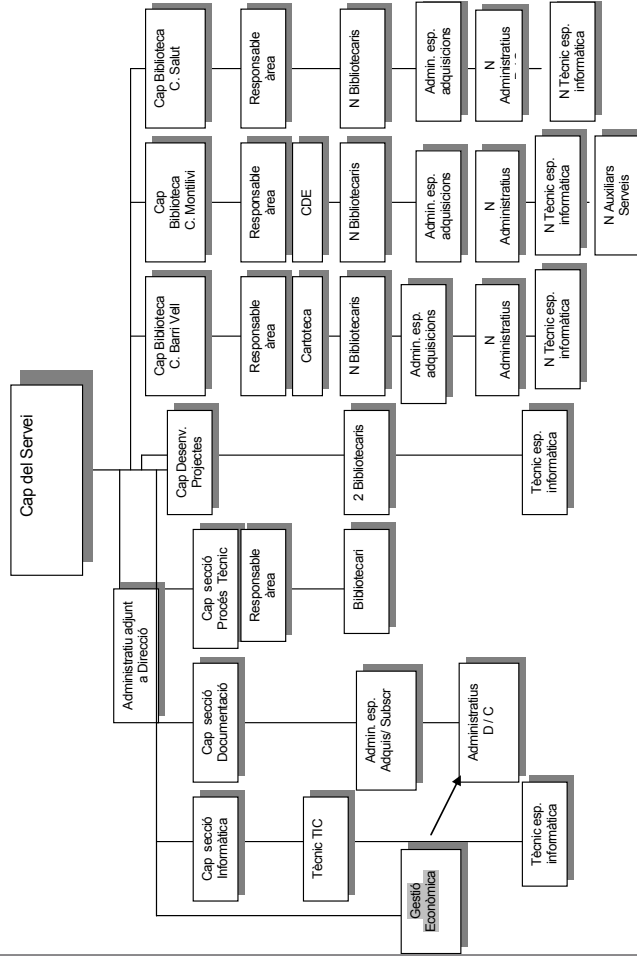 Cap del Servei
Administratiu adjunt
a Direcció
Gestió
Econòmica
Cap secció
Informàtica
Tècnic TIC
Tècnic esp.
informàtica
Cap secció
Documentació
Admin. esp.
Adquis/ Subscr
Administratius
D / C
Cap secció
Procés Tècnic
Responsable
àrea
Bibliotecari
Cap Desenv.
Projectes
2 Bibliotecaris
Tècnic esp.
informàtica
Cap Biblioteca
C. Barri Vell
Responsable
àrea
Cartoteca
N Bibliotecaris
Admin. esp.
adquisicions
N
Administratius
N Tècnic esp.
informàtica
Cap
Biblioteca
C. Montilivi
Responsable
àrea
CDE
N Bibliotecaris
Admin. esp.
adquisicions
N
Administratius
N Tècnic esp.
informàtica
N Auxiliars
Serveis
Cap Biblioteca
C. Salut
Responsable
àrea
N Bibliotecaris
Admin. esp.
adquisicions
N
Administratius
N Tècnic esp.
informàtica